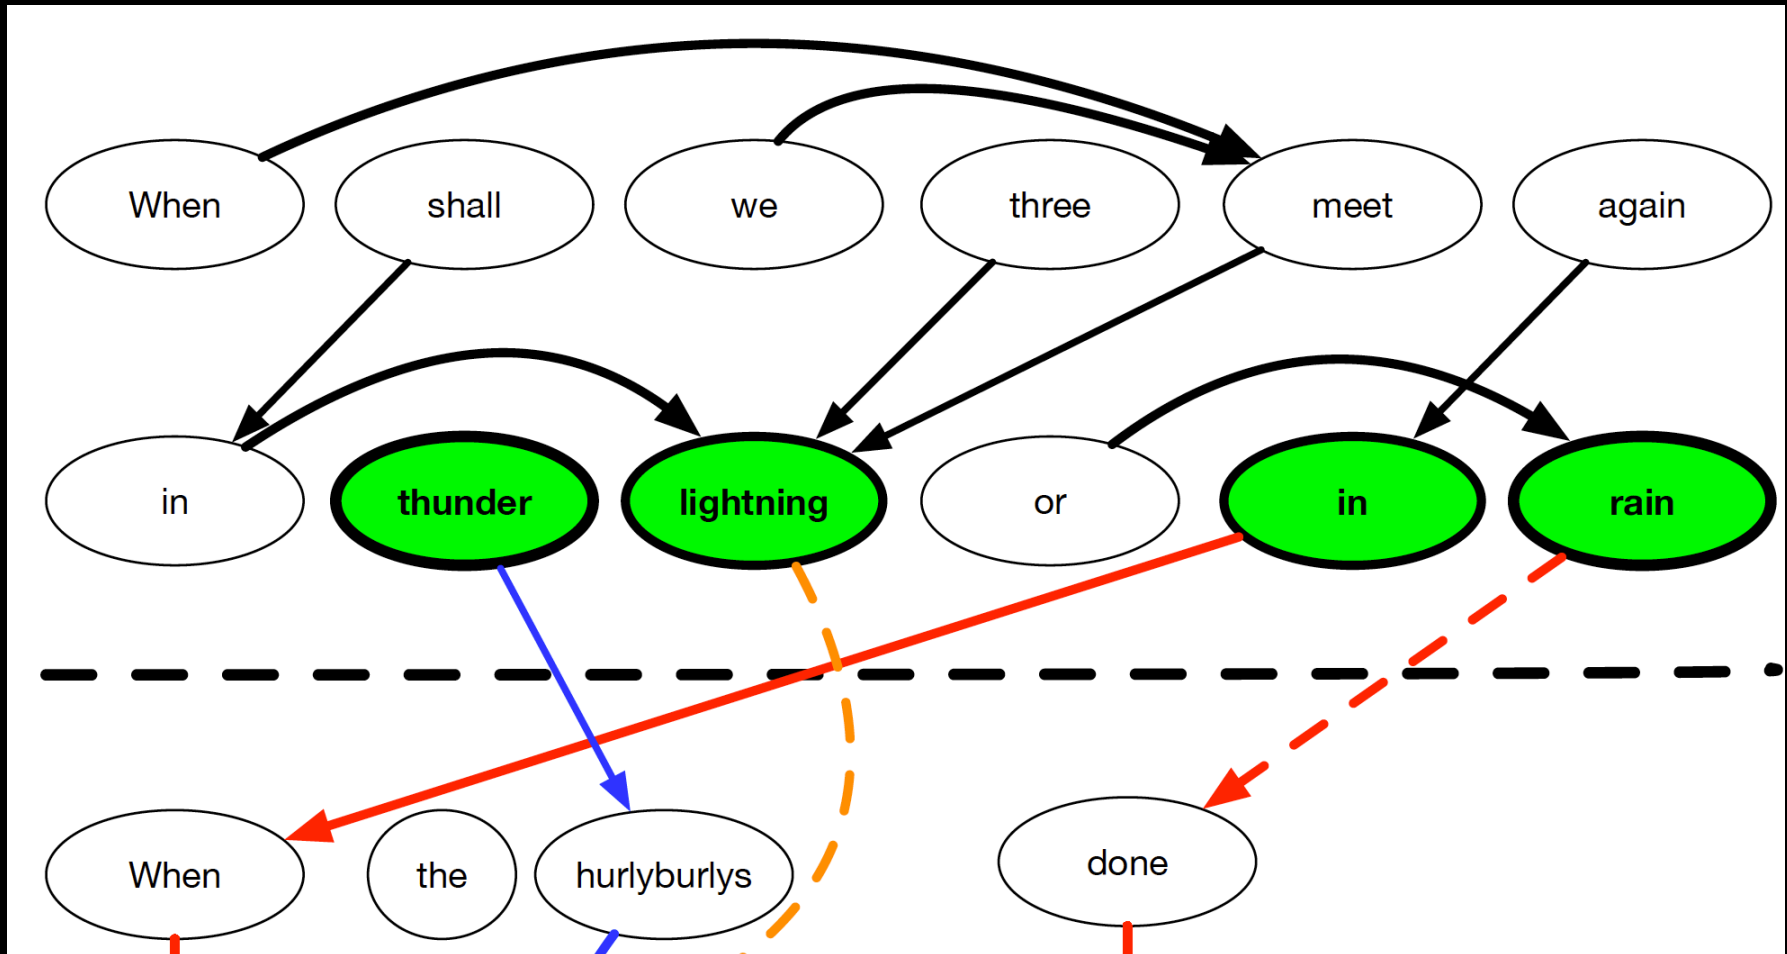 When shall we three meet again
in thunder lightning or in rain
When the hurlyburlys done